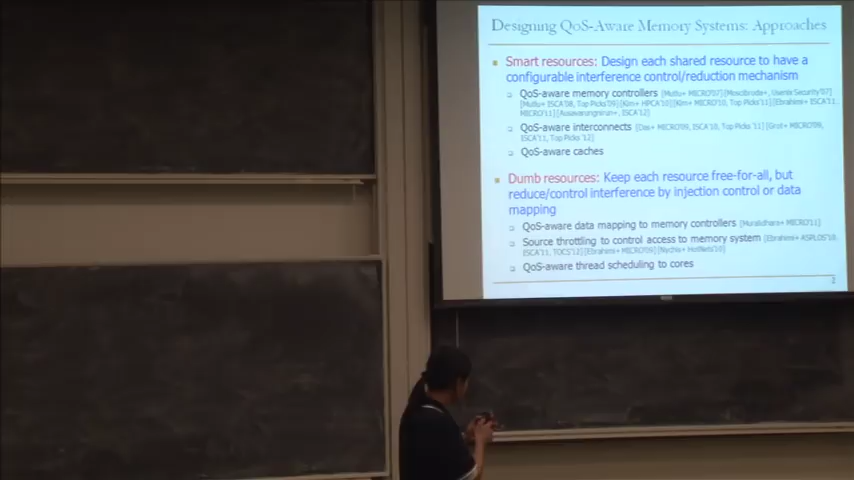 Designing QoS-Aware Memory Systems: Approaches
Smart resources: Design each shared resource to have a
configurable interference control/reduction mechanism
QoS-aware memory controllers [Mutlu+ MICRO'07] [Moscibroda+, Usenix Security'07]
[Mutlu+ ISCA'08, Top Picks'09] [Kim+ HPCA'10] [Kim+ MICRO'10, Top Picks'11] [Ebrahimi+ ISCA'11,
MICRO'11] [Ausavarungnirun+, ISCA'12]
QoS-aware interconnects [Das+ MICRO'09, ISCA'10, Top Picks '11] [Grot+ MICRO'09,
ISCA'11, Top Picks '12]
QoS-aware caches
Dumb resources: Keep each resource free-for-all, but
reduce/control interference by injection control or data
mapping
QoS-aware data mapping to memory controllers [Muralidhara+ MICRO'11]
Source throttling to control access to memory system [Ebrahimi+ ASPLOS'10,
ISCA'11, TOCS'12] [Ebrahimi+ MICRO'09] [Nychis+ HotNets'10]
QoS-aware thread scheduling to cores
2